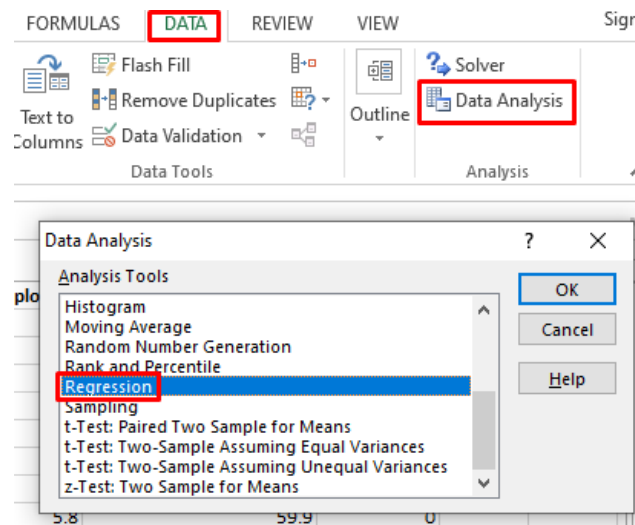 FORMULAS DATA REVIEW VIEW Sign
Flash Fill
Solver
Text to Columns
Remove Duplicates
Outline
Data Analysis
Data Validation
Data Tools
Analysis
Data Analysis ? ×
Analysis Tools
OK
plo
Histogram
Moving Average
Cancel
Random Number Generation
Rank and Percentile
Help
Regression
Sampling
t-Test: Paired Two Sample for Means
t-Test: Two-Sample Assuming Equal Variances
t-Test: Two-Sample Assuming Unequal Variances
z-Test: Two Sample for Means
5.8 59.9 0